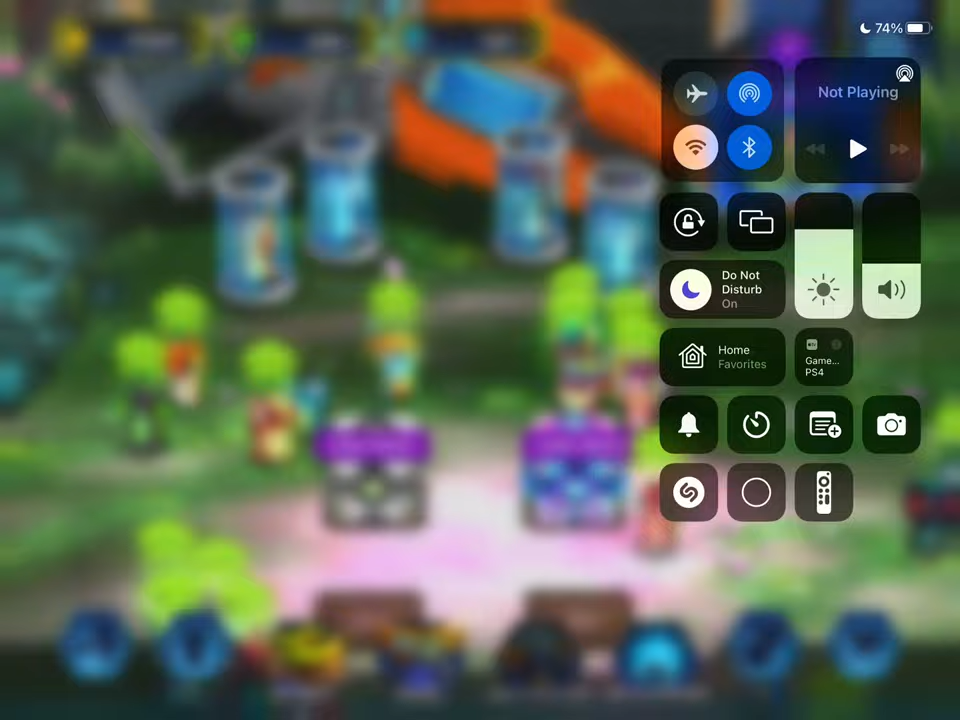 74%
Not Playing
Do Not
Disturb
On
Home
Favorites
Game...
PS4